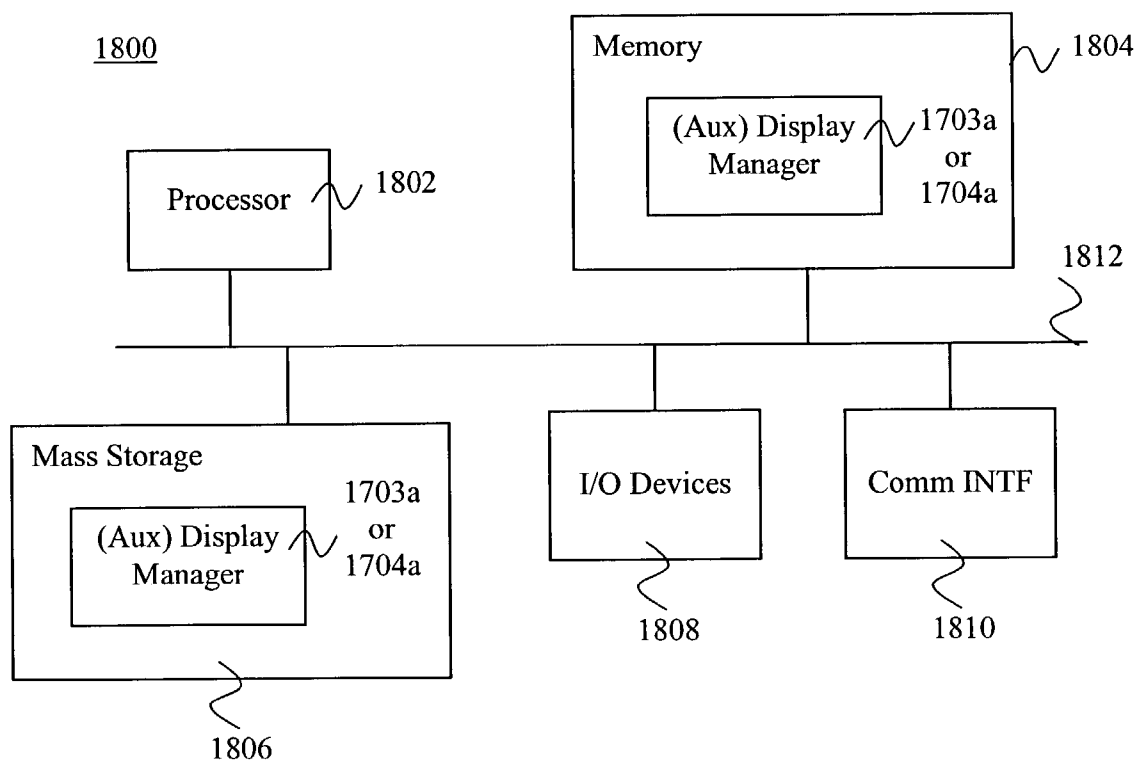 1800
Memory
1804
(Aux) Display
Manager
1703a
or
1704a
Processor
1802
1812
Mass Storage
(Aux) Display
Manager
1703a
or
1704a
I/O Devices
Comm INTF
1808
1810
1806